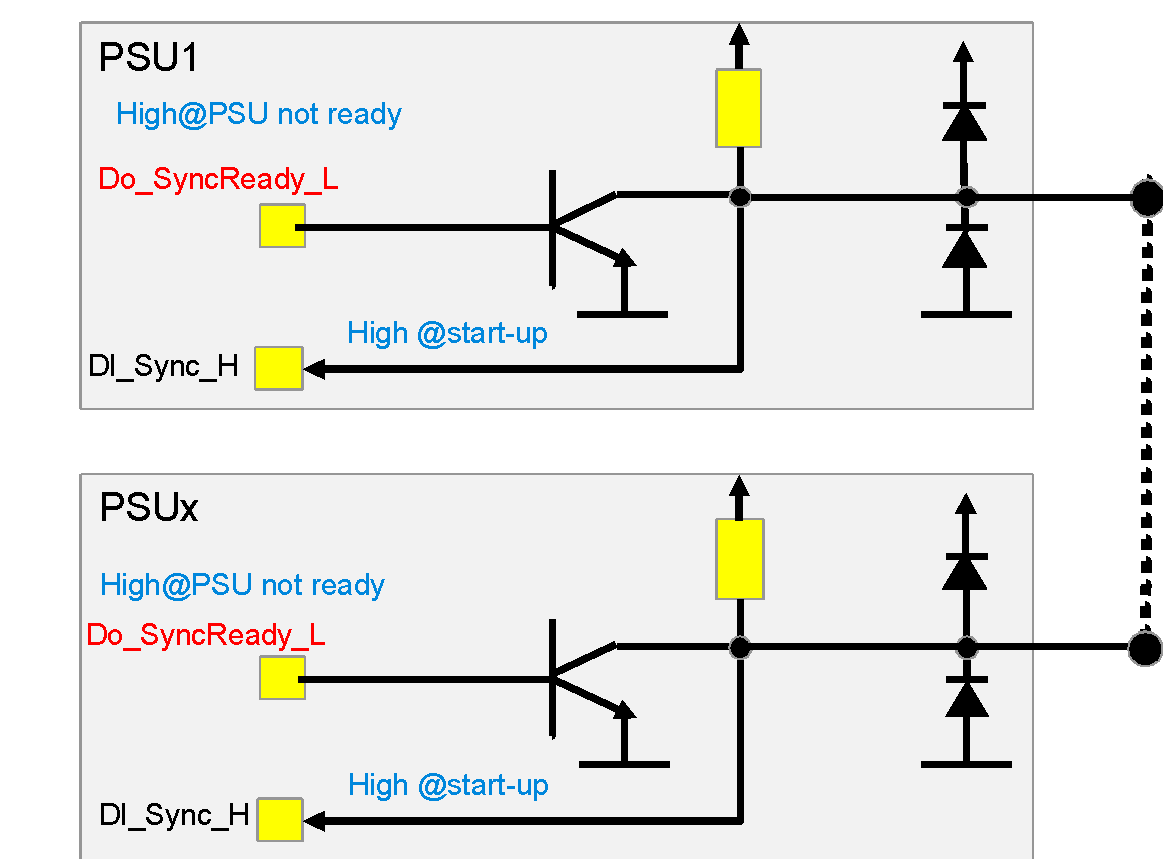 PSU1
High@PSU not ready
Do_SyncReady_L
High @start-up
DI_Sync_H
PSUx
High@PSU not ready
Do_SyncReady_L
High @start-up
DI_Sync_H